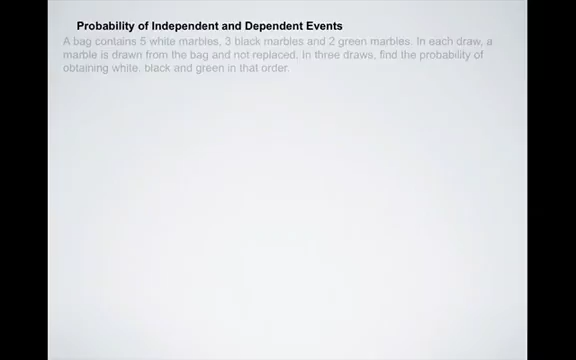 Probability of Independent and Dependent Events
A bag contains 5 white marbles, 3 black marbles and 2 green marbles. In each draw, a
marble is drawn from the bag and not replaced. In three draws, find the probability of
obtaining white, black and green in that order.